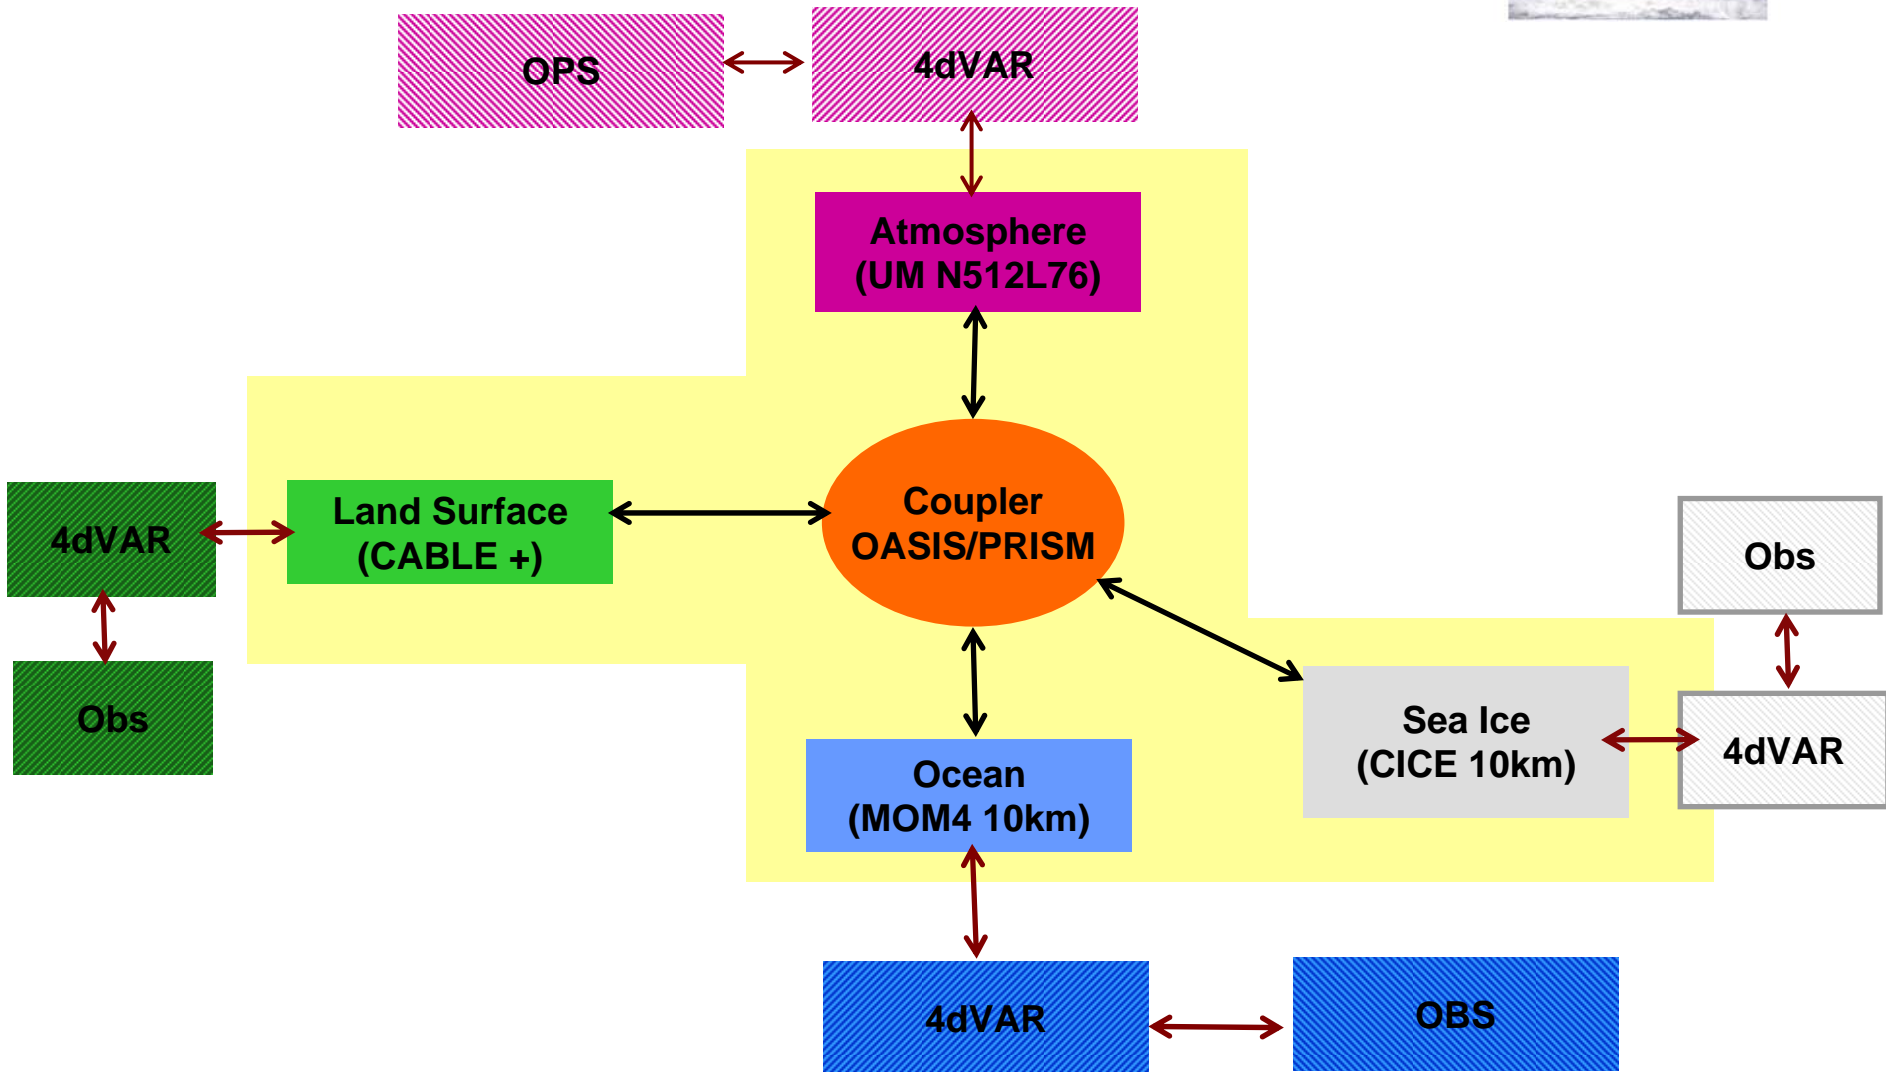 OPS
4dVAR
Atmosphere
(UM N512L76)
Coupler
OASIS/PRISM
Land Surface
(CABLE +)
4dVAR
Obs
Obs
4dVAR
Sea Ice
(CICE 10km)
Ocean
(MOM4 10km)
4dVAR
OBS